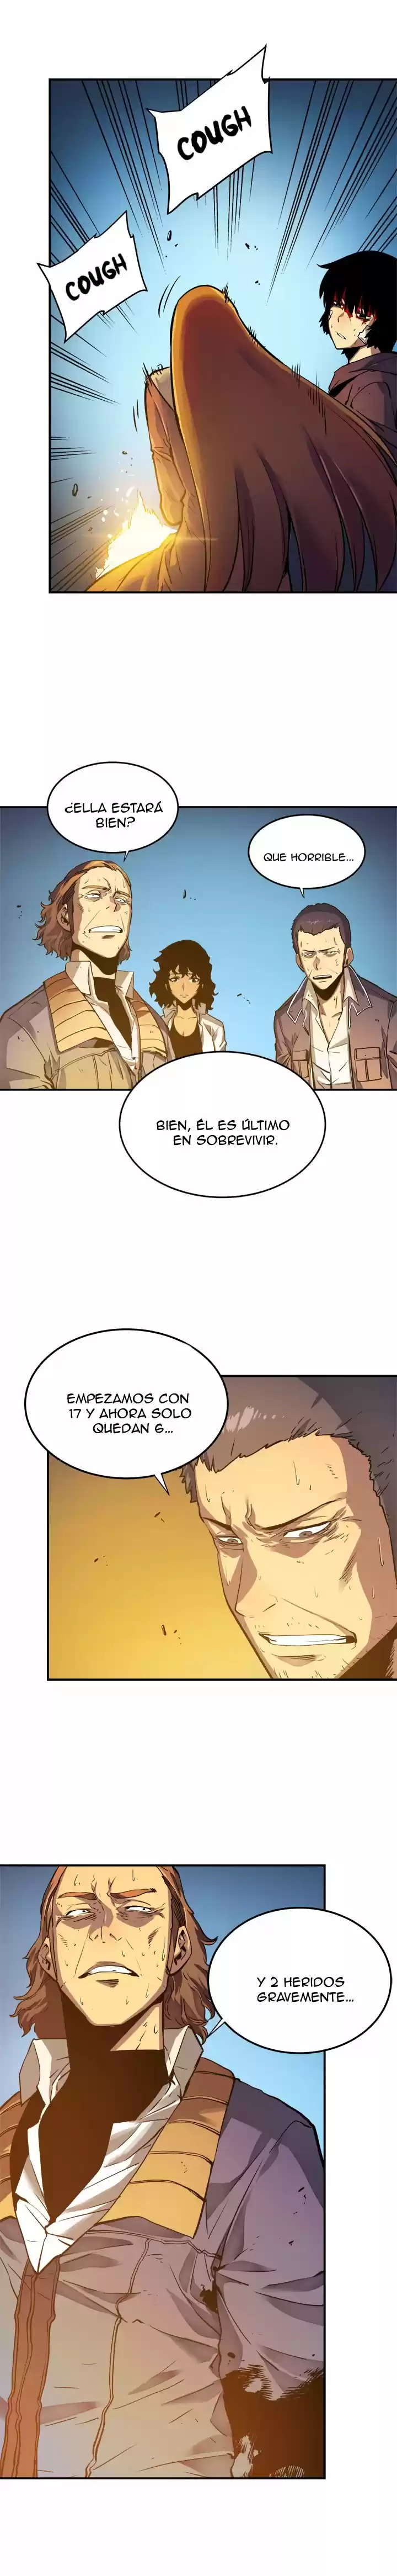 COUGH
COUGH
¿ELLA ESTARÁ
BIEN?
QUE HORRIBLE...
BIEN, ÉL ES ÚLTIMO
EN SOBREVIVIR.
EMPEZAMOS CON
17 Y AHORA SOLO
QUEDAN 6...
Y 2 HERIDOS
GRAVEMENTE...